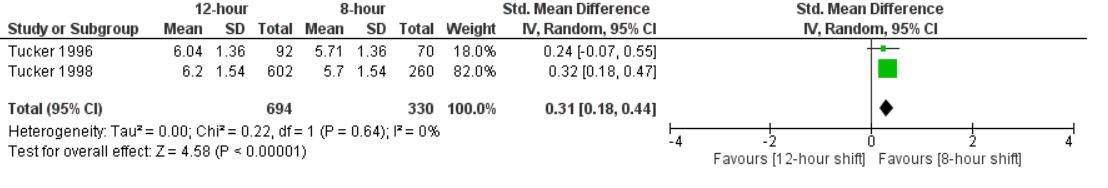 12-hour 8-hour Std. Mean Difference Std. Mean Difference
Study or Subgroup Mean SD Total Mean SD Total Weight IV, Random, 95% CI IV, Random, 95% CI
Tucker 1996 6.04 1.36 92 5.71 1.36 70 18.0% 0.24 [-0.07, 0.55]
Tucker 1998 6.2 1.54 602 5.7 1.54 260 82.0% 0.32 [0.18, 0.47]
Total (95% CI) 694 330 100.0% 0.31 [0.18, 0.44]
Heterogeneity: Tau² = 0.00; Chi² = 0.22, df = 1 (P = 0.64); I² = 0%
Test for overall effect: Z = 4.58 (P < 0.00001)
-4 -2 0 2 4
Favours [12-hour shift] Favours [8-hour shift]